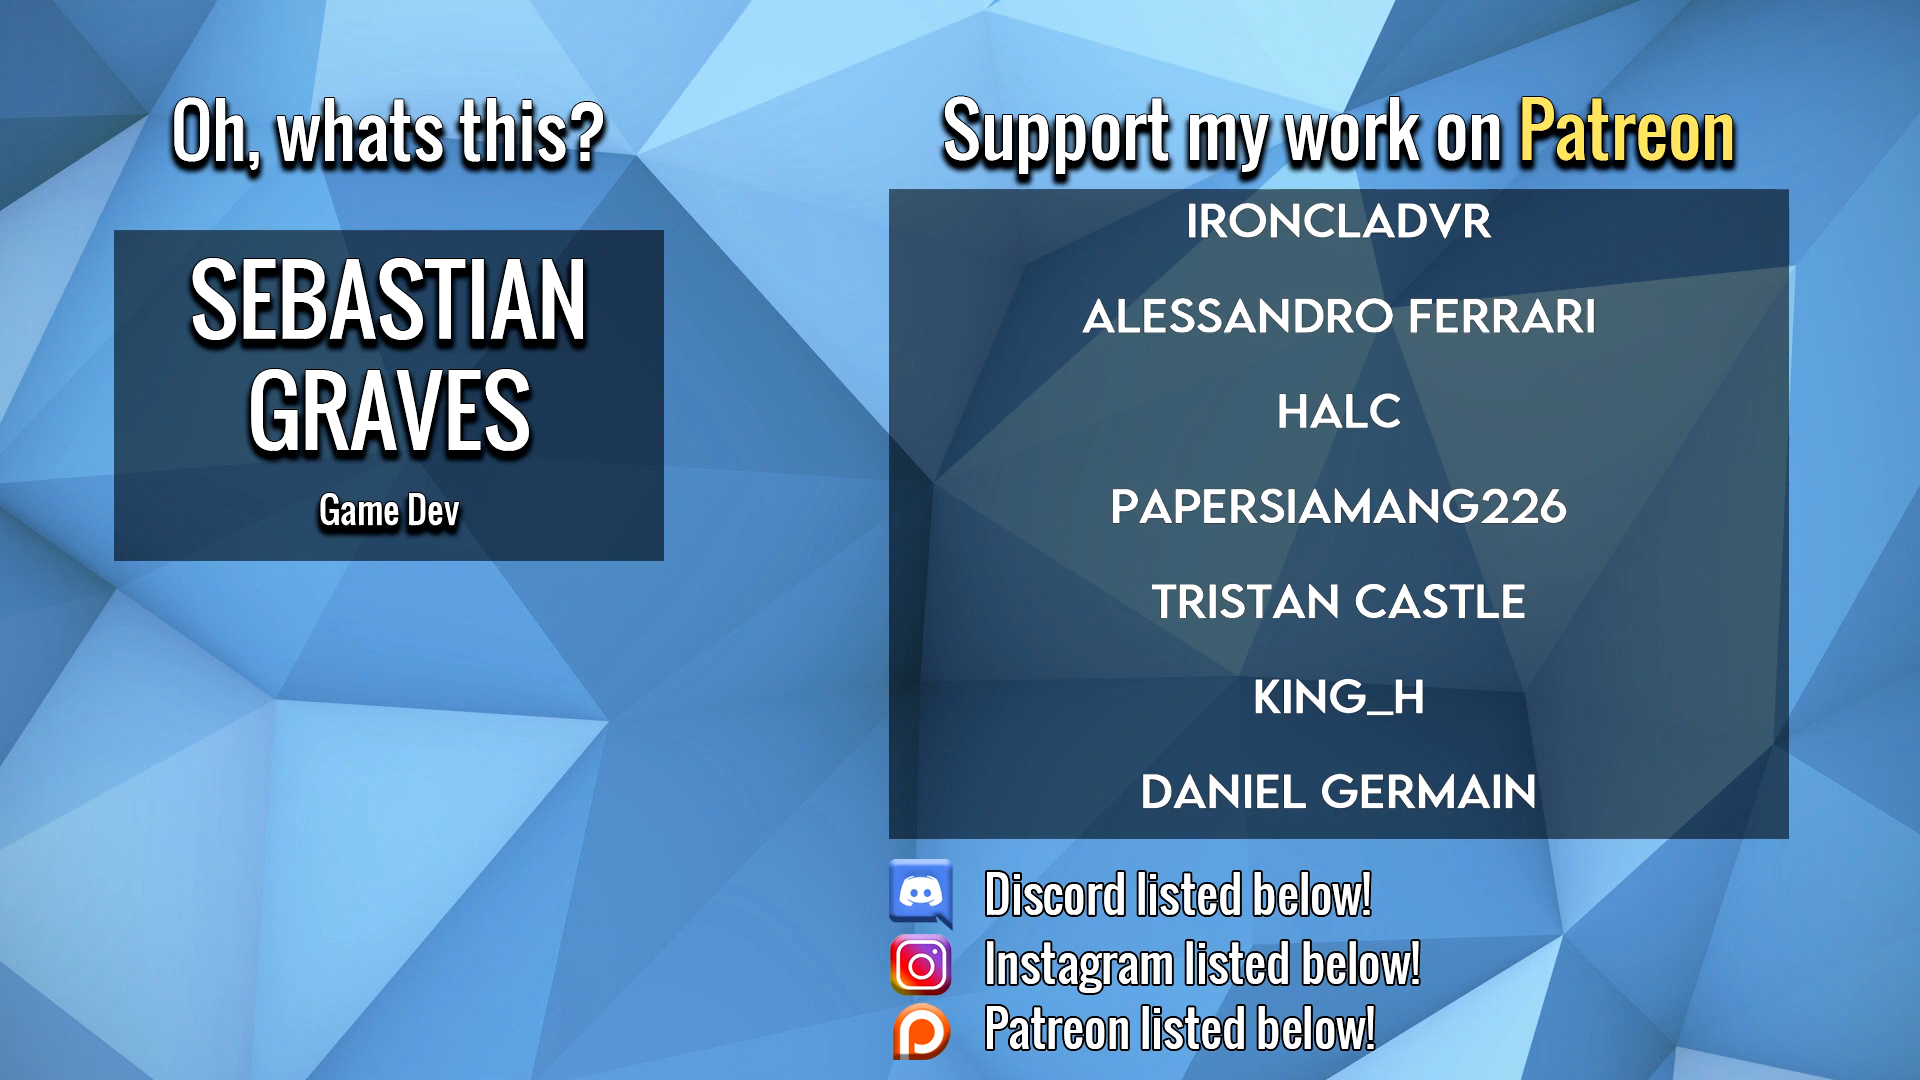 Oh, whats this?
SEBASTIAN
GRAVES
Game Dev
Support my work on Patreon
IRONCLADVR
ALESSANDRO FERRARI
HALC
PAPERSIAMANG226
TRISTAN CASTLE
KING_H
DANIEL GERMAIN
Discord listed below!
Instagram listed below!
Patreon listed below!